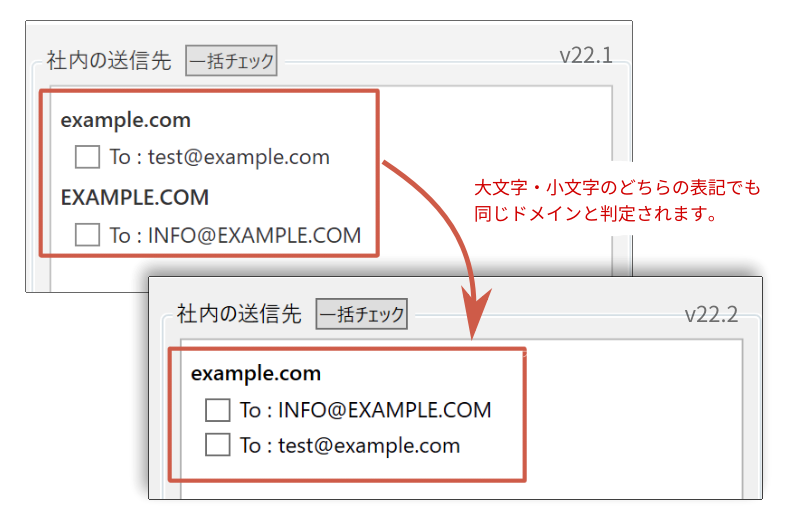 社内の送信先 一括チェック v22.1
example.com
To : test@example.com
EXAMPLE.COM
To : INFO@EXAMPLE.COM
大文字・小文字のどちらの表記でも
同じドメインと判定されます。
社内の送信先 一括チェック v22.2
example.com
To : INFO@EXAMPLE.COM
To : test@example.com